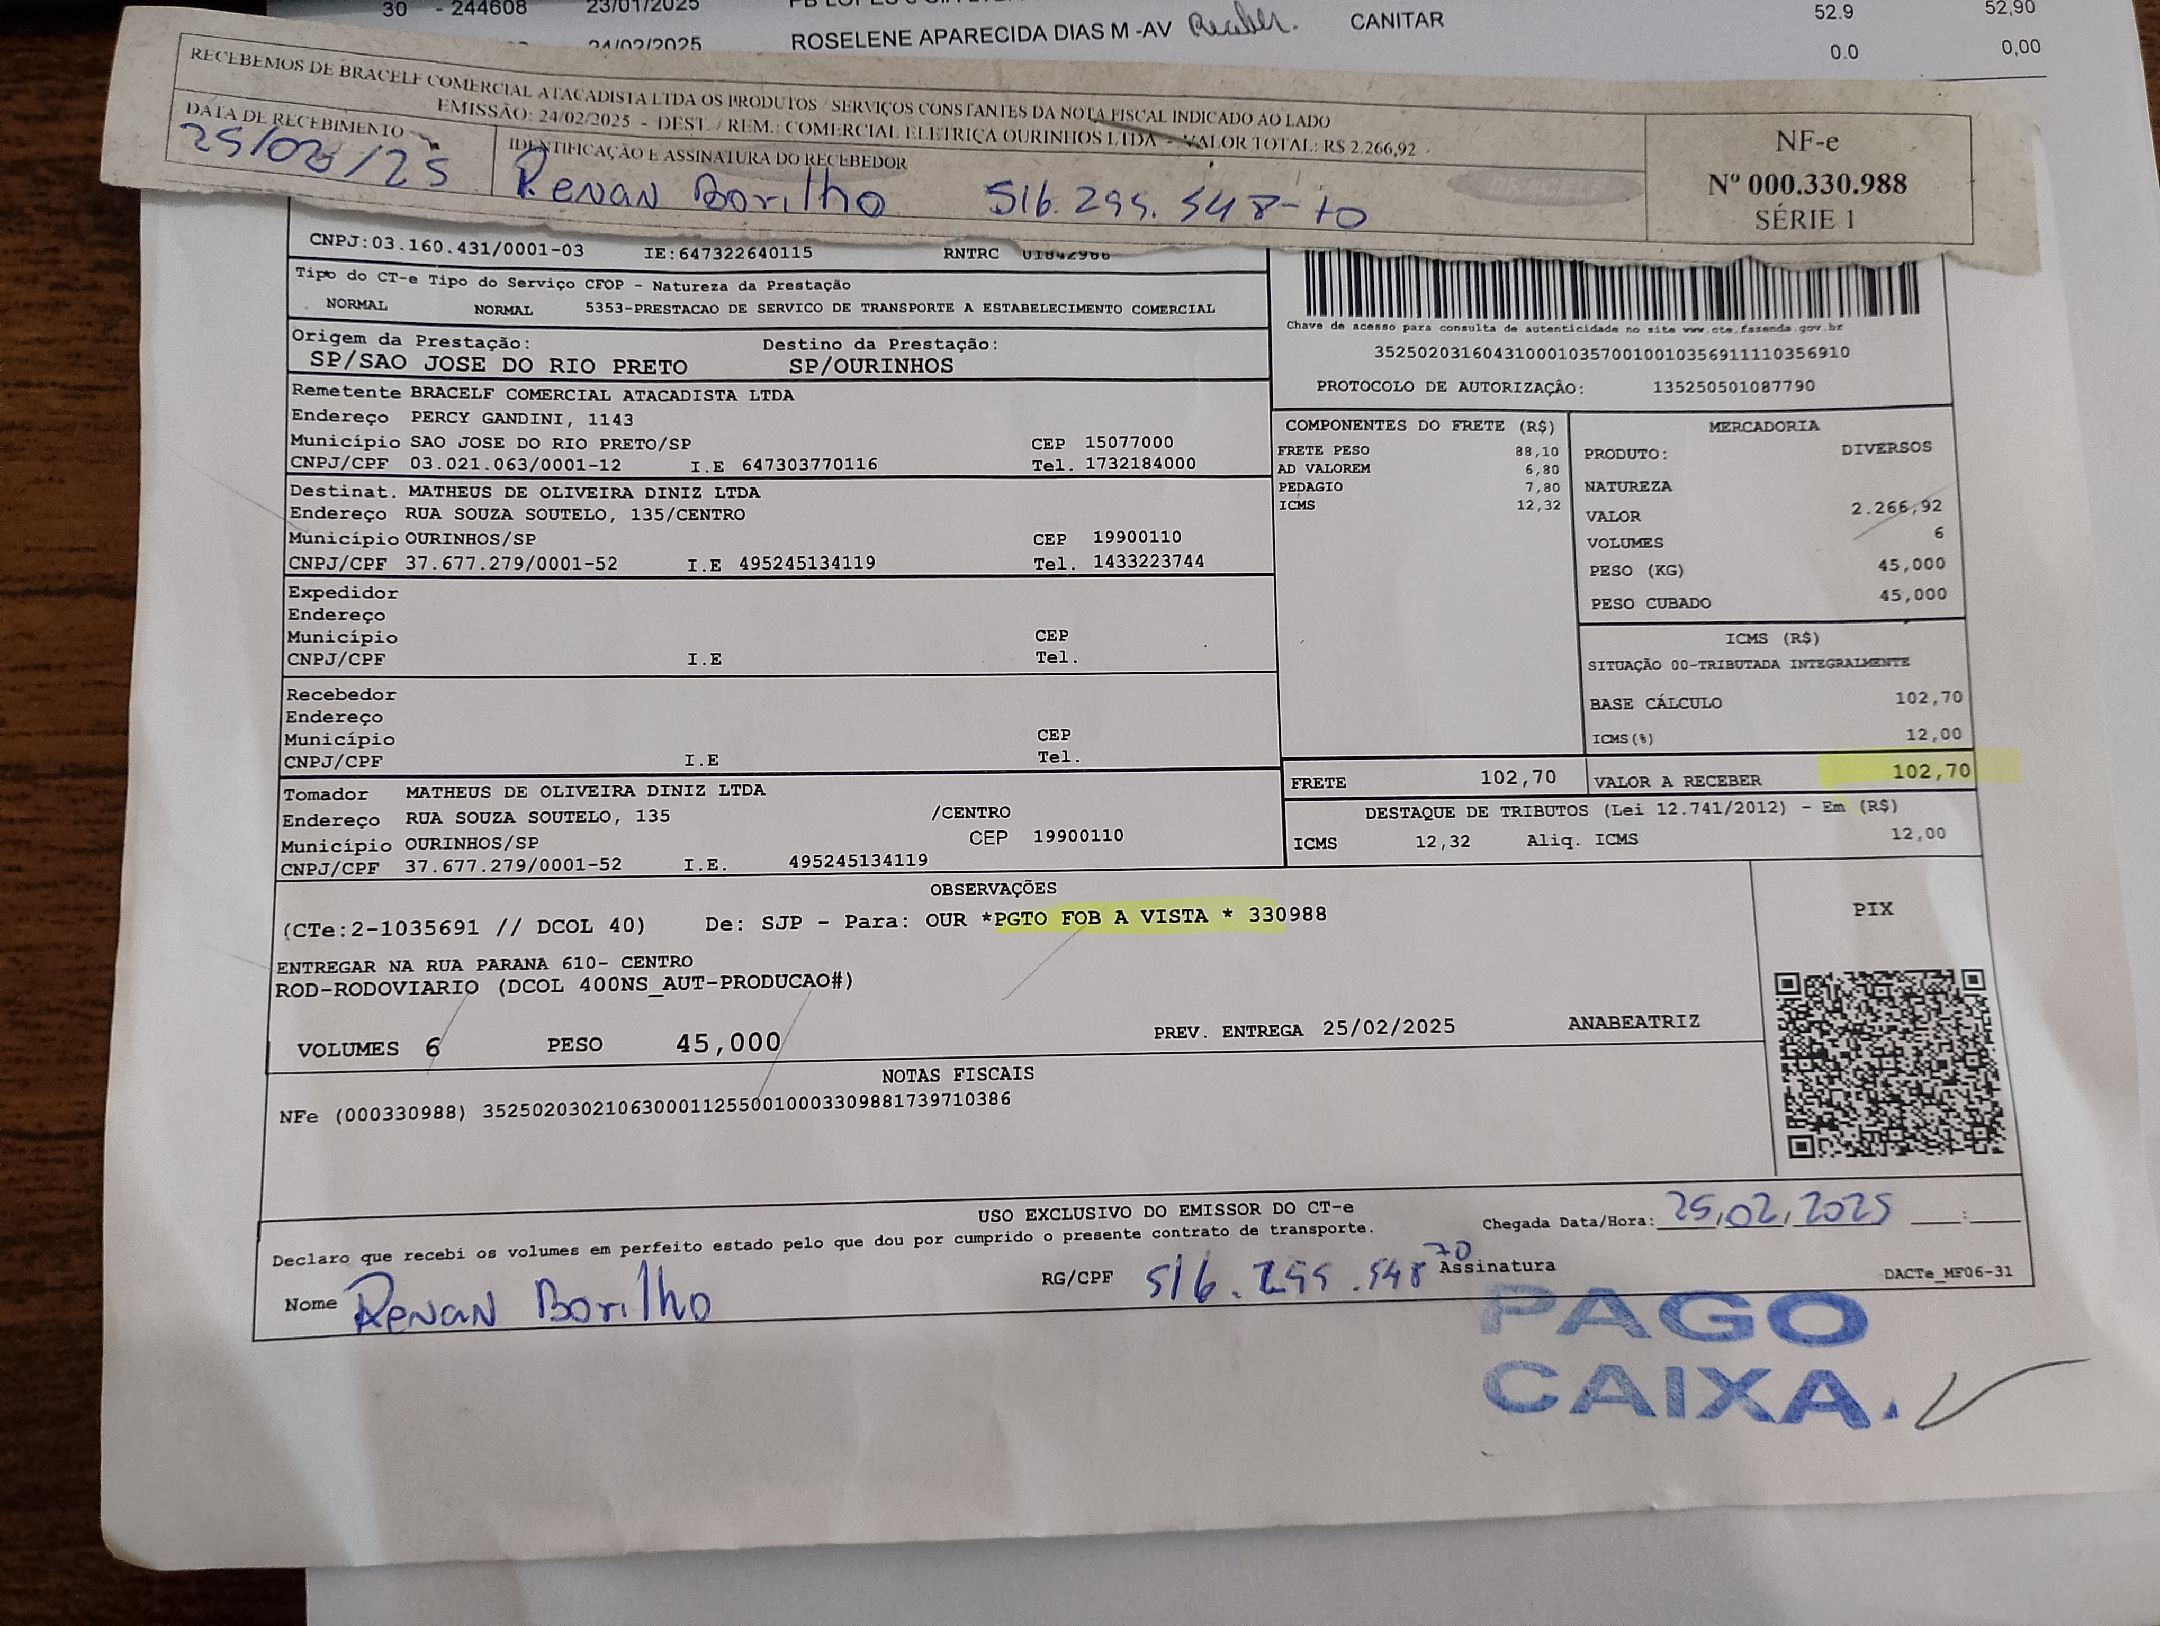 30 - 244608 23/01/2025 52.9 52,90
24/02/2025 ROSELENE APARECIDA DIAS M -AV Receber. CANITAR 0.0 0,00
RECEBEMOS DE BRACELF COMERCIAL ATACADISTA LTDA OS PRODUTOS / SERVIÇOS CONSTANTES DA NOTA FISCAL INDICADO AO LADO
EMISSÃO: 24/02/2025 - DEST. / REM.: COMERCIAL ELETRICA OURINHOS LTDA - VALOR TOTAL: R$ 2.266,92
DATA DE RECEBIMENTO
25/02/25
IDENTIFICAÇÃO E ASSINATURA DO RECEBEDOR
Renan Borilho 516.299.548-70
NF-e
Nº 000.330.988
SÉRIE 1
CNPJ:03.160.431/0001-03 IE:647322640115 RNTRC 01842966
Tipo do CT-e Tipo do Serviço CFOP - Natureza da Prestação
NORMAL NORMAL 5353-PRESTACAO DE SERVICO DE TRANSPORTE A ESTABELECIMENTO COMERCIAL
Origem da Prestação: Destino da Prestação:
SP/SAO JOSE DO RIO PRETO SP/OURINHOS
Remetente BRACELF COMERCIAL ATACADISTA LTDA
Endereço PERCY GANDINI, 1143
Município SAO JOSE DO RIO PRETO/SP CEP 15077000
CNPJ/CPF 03.021.063/0001-12 I.E 647303770116 Tel. 1732184000
Destinat. MATHEUS DE OLIVEIRA DINIZ LTDA
Endereço RUA SOUZA SOUTELO, 135/CENTRO
Município OURINHOS/SP CEP 19900110
CNPJ/CPF 37.677.279/0001-52 I.E 495245134119 Tel. 1433223744
Expedidor
Endereço
Município CEP
CNPJ/CPF I.E Tel.
Recebedor
Endereço
Município CEP
CNPJ/CPF I.E Tel.
Tomador MATHEUS DE OLIVEIRA DINIZ LTDA
Endereço RUA SOUZA SOUTELO, 135 /CENTRO
Município OURINHOS/SP CEP 19900110
CNPJ/CPF 37.677.279/0001-52 I.E. 495245134119
Chave de acesso para consulta de autenticidade no site www.cte.fazenda.gov.br
35250203160431000103570010010356911110356910
PROTOCOLO DE AUTORIZAÇÃO: 135250501087790
COMPONENTES DO FRETE (R$)
FRETE PESO 88,10
AD VALOREM 6,80
PEDAGIO 7,80
ICMS 12,32
MERCADORIA
PRODUTO: DIVERSOS
NATUREZA
VALOR 2.266,92
VOLUMES 6
PESO (KG) 45,000
PESO CUBADO 45,000
ICMS (R$)
SITUAÇÃO 00-TRIBUTADA INTEGRALMENTE
BASE CÁLCULO 102,70
ICMS(%) 12,00
FRETE 102,70 VALOR A RECEBER 102,70
DESTAQUE DE TRIBUTOS (Lei 12.741/2012) - Em (R$)
ICMS 12,32 Aliq. ICMS 12,00
OBSERVAÇÕES
(CTe:2-1035691 // DCOL 40) De: SJP - Para: OUR *PGTO FOB A VISTA * 330988
ENTREGAR NA RUA PARANA 610- CENTRO
ROD-RODOVIARIO (DCOL 400NS_AUT-PRODUCAO#)
VOLUMES 6 PESO 45,000 PREV. ENTREGA 25/02/2025 ANABEATRIZ
PIX
NOTAS FISCAIS
NFe (000330988) 35250203021063000112550010003309881739710386
USO EXCLUSIVO DO EMISSOR DO CT-e
Declaro que recebi os volumes em perfeito estado pelo que dou por cumprido o presente contrato de transporte.
Chegada Data/Hora: 25,02,2025 __:__
Nome Renan Borilho RG/CPF 516.299.548 70 Assinatura
DACTe_MF06-31
PAGO
CAIXA.